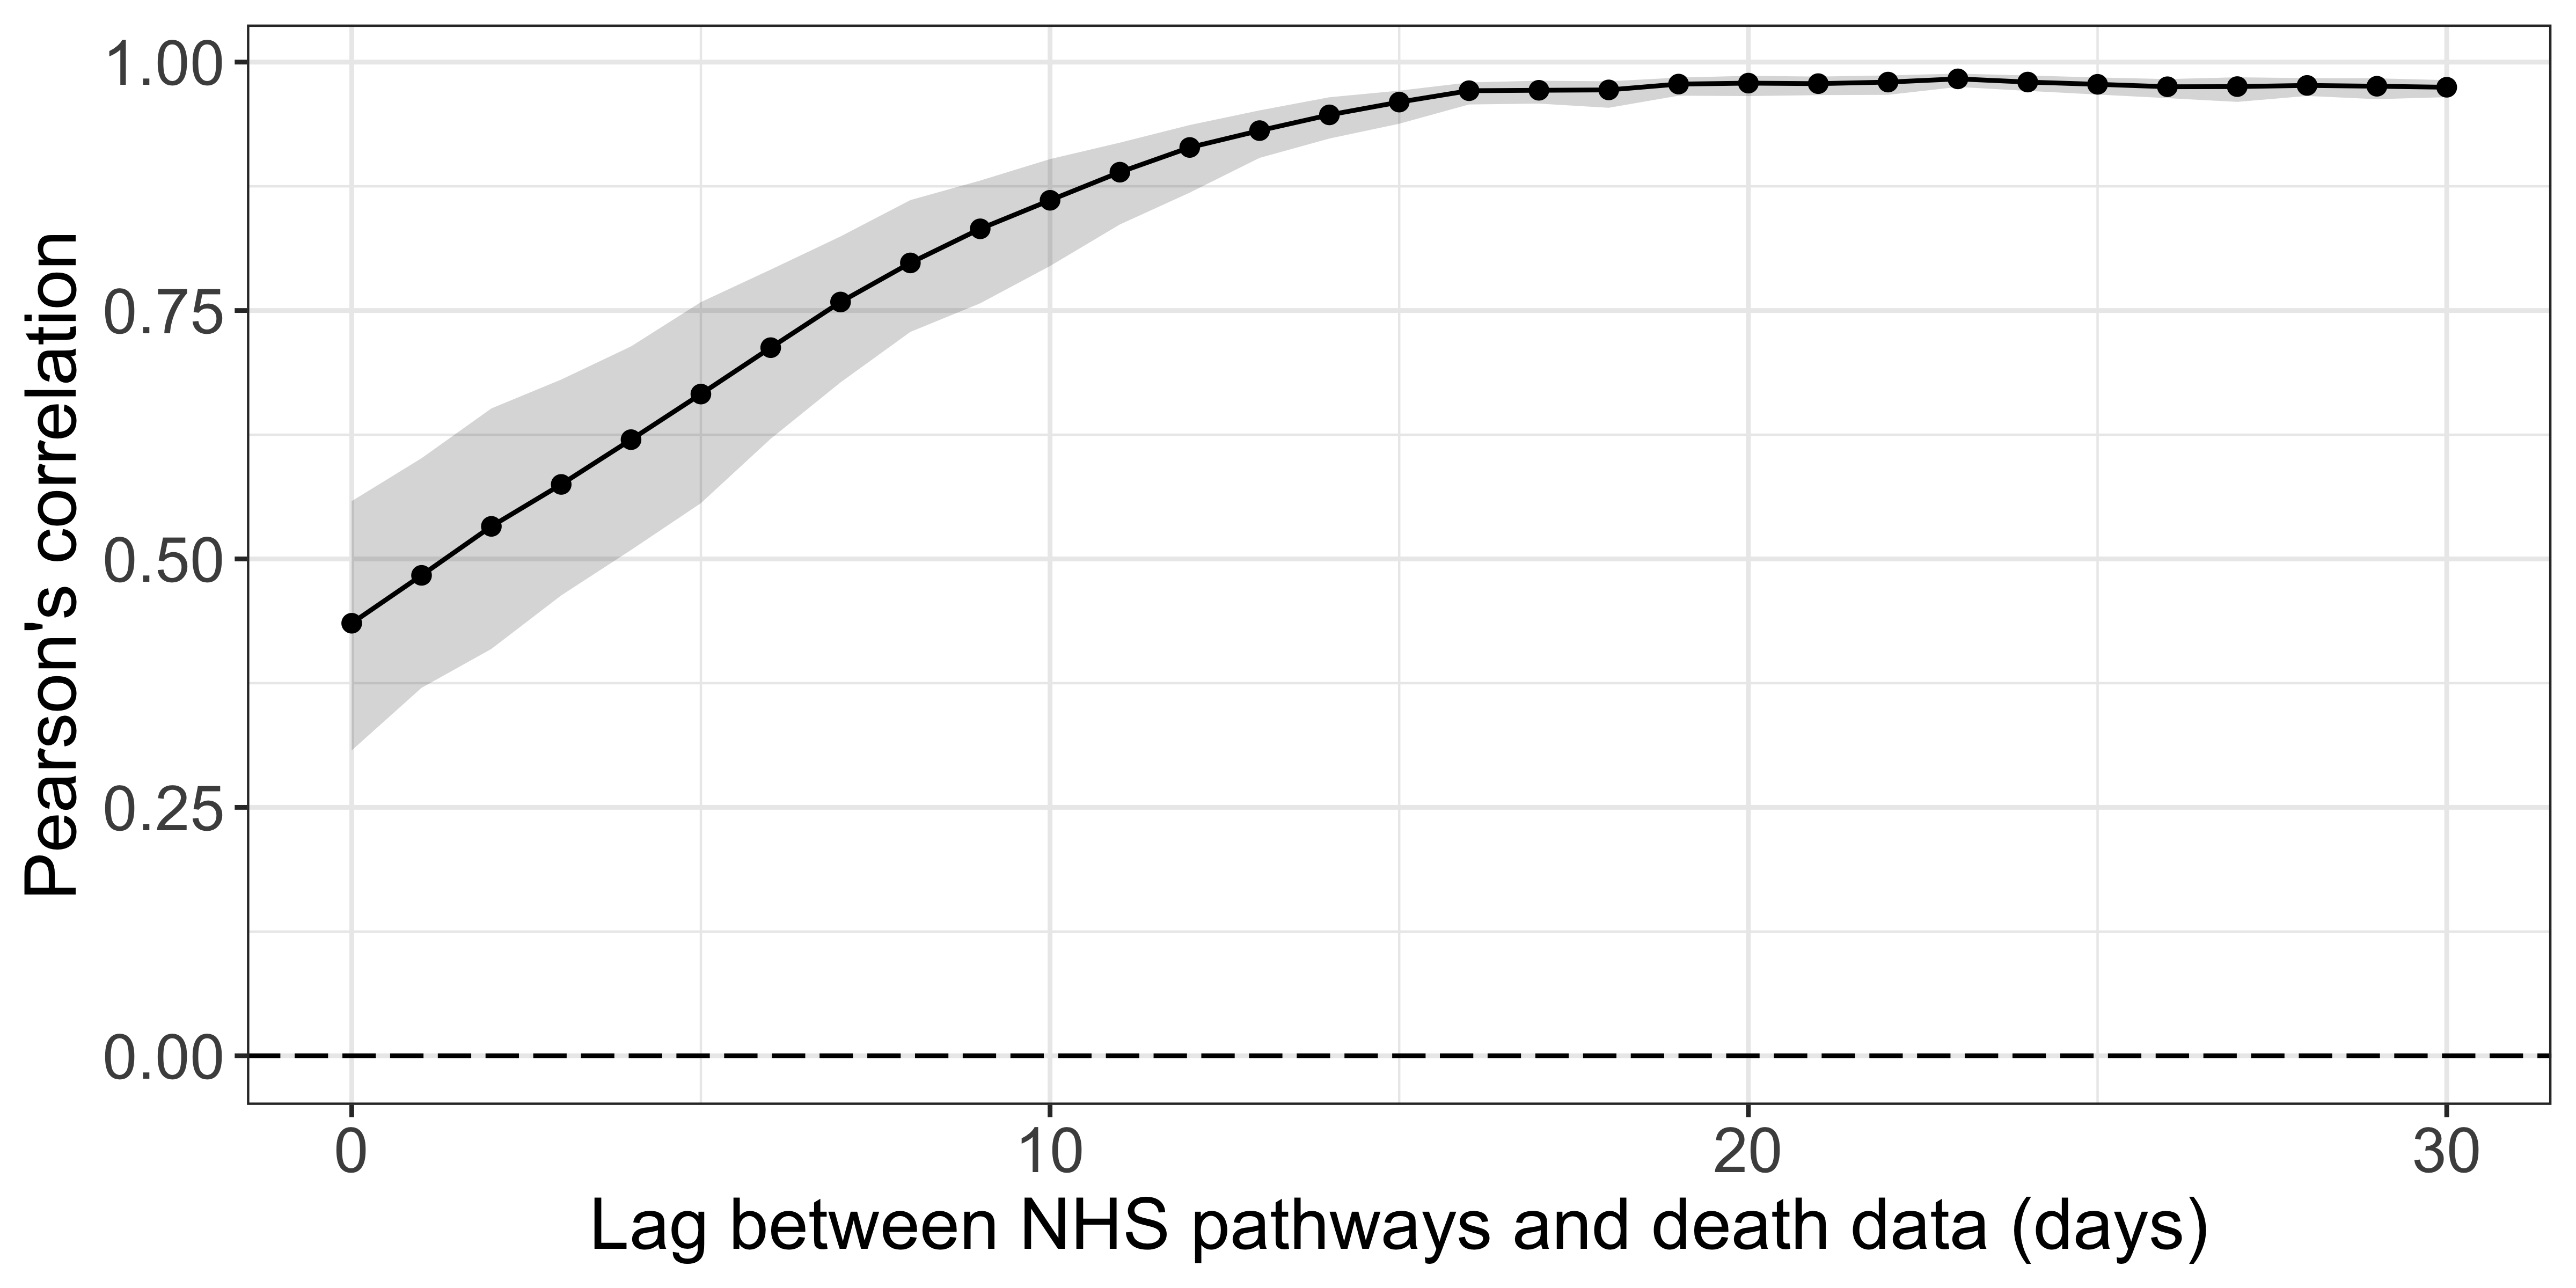 Pearson's correlation
1.00
0.75
0.50
0.25
0.00
0 10 20 30
Lag between NHS pathways and death data (days)